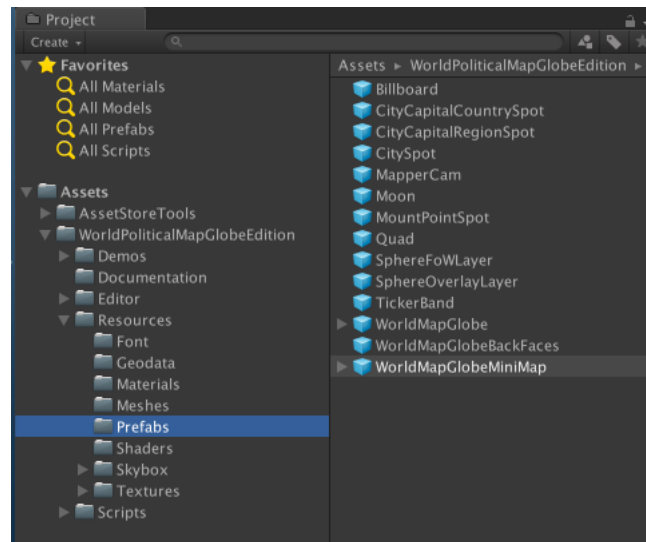 Project
Create
Favorites
All Materials
All Models
All Prefabs
All Scripts
Assets
AssetStoreTools
WorldPoliticalMapGlobeEdition
Demos
Documentation
Editor
Resources
Font
Geodata
Materials
Meshes
Prefabs
Shaders
Skybox
Textures
Scripts
Assets ▸ WorldPoliticalMapGlobeEdition ▸
Billboard
CityCapitalCountrySpot
CityCapitalRegionSpot
CitySpot
MapperCam
Moon
MountPointSpot
Quad
SphereFoWLayer
SphereOverlayLayer
TickerBand
WorldMapGlobe
WorldMapGlobeBackFaces
WorldMapGlobeMiniMap